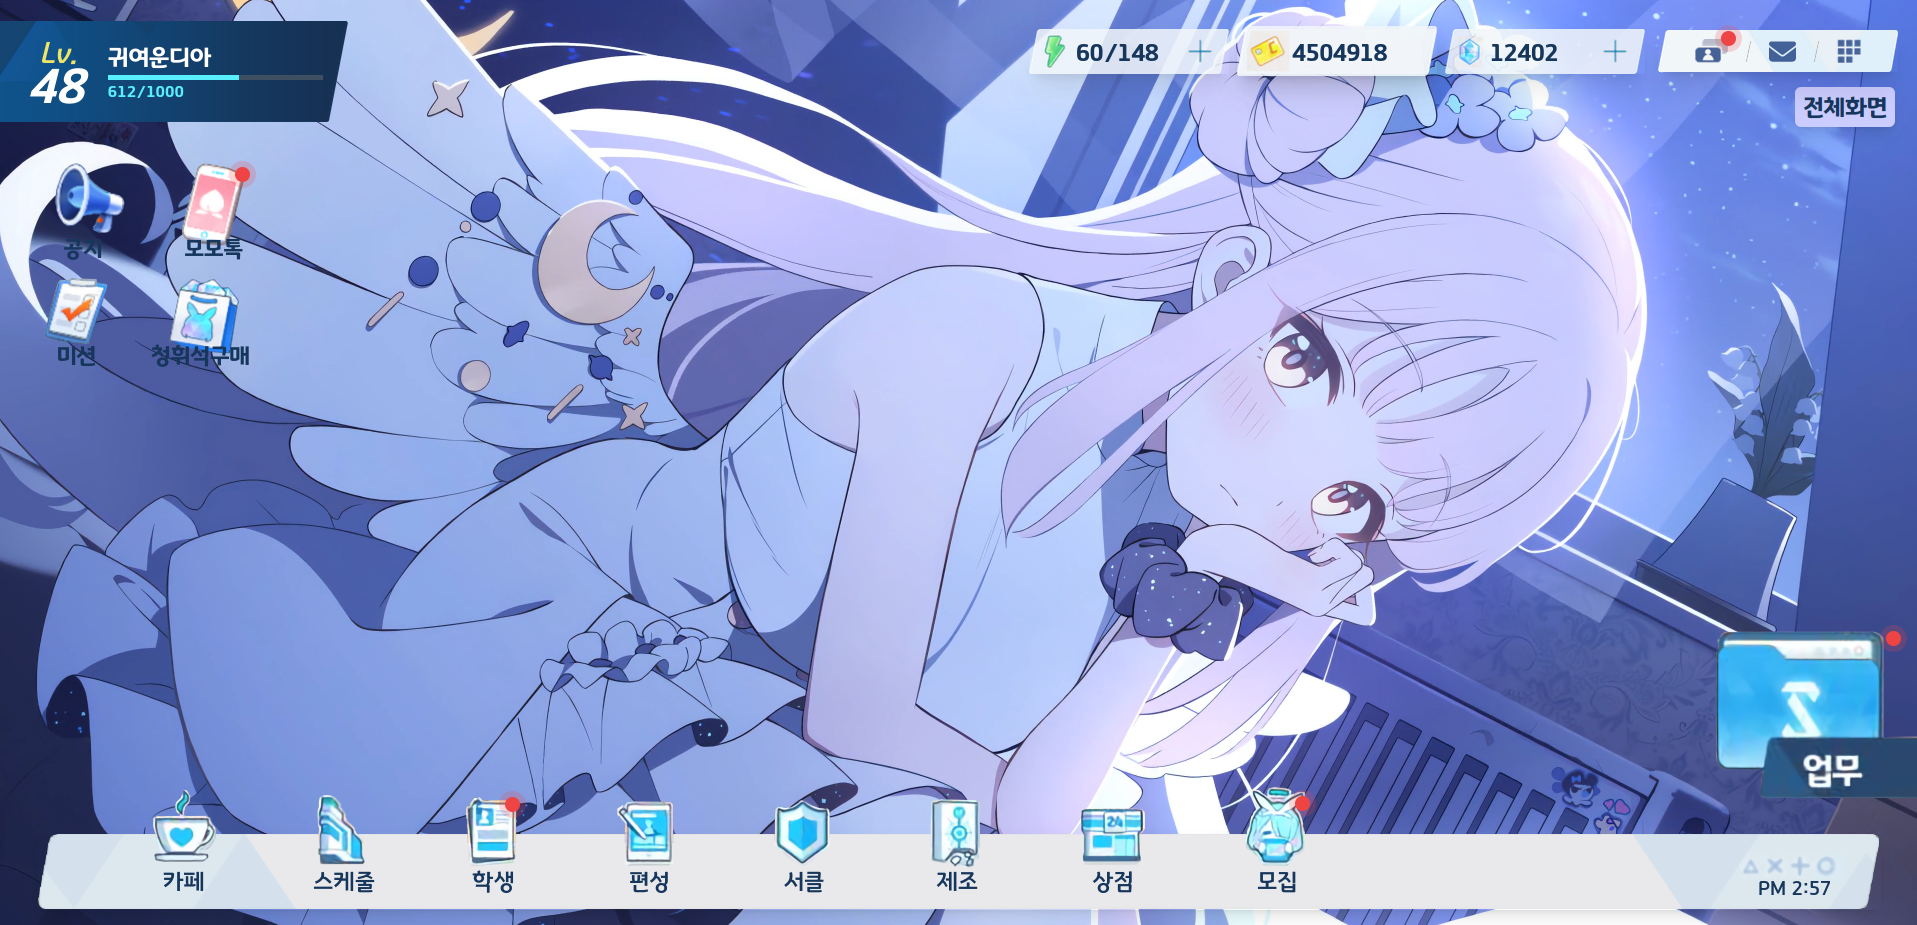 Lv.
48
귀여운디아
612/1000
60/148
4504918
12402
전체화면
공지
모모톡
미션
청휘석구매
업무
24
카페
스케줄
학생
편성
서클
제조
상점
모집
PM 2:57